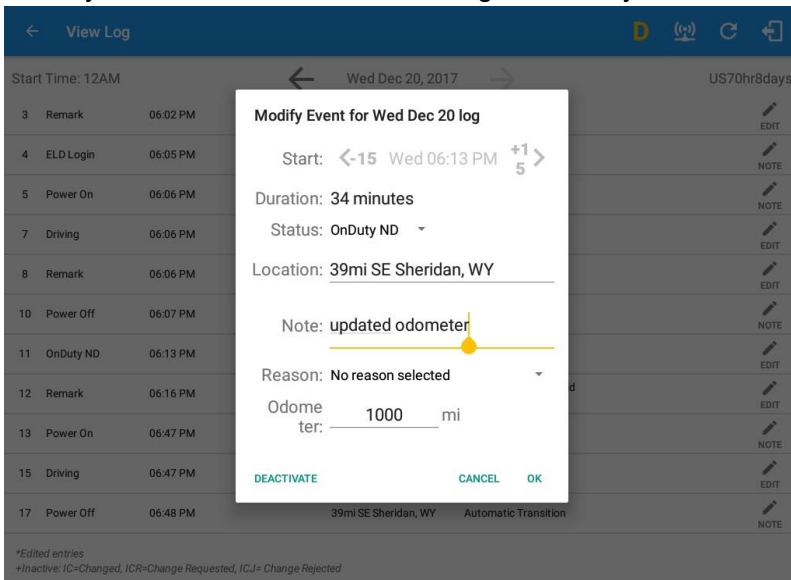 View Log D
Start Time: 12AM Wed Dec 20, 2017 US70hr8days
3 Remark 06:02 PM EDIT
4 ELD Login 06:05 PM NOTE
5 Power On 06:06 PM NOTE
7 Driving 06:06 PM EDIT
8 Remark 06:06 PM EDIT
10 Power Off 06:07 PM NOTE
11 OnDuty ND 06:13 PM EDIT
12 Remark 06:16 PM d EDIT
13 Power On 06:47 PM NOTE
15 Driving 06:47 PM EDIT
17 Power Off 06:48 PM 39mi SE Sheridan, WY Automatic Transition NOTE
*Edited entries
+Inactive: IC=Changed, ICR=Change Requested, ICJ= Change Rejected
Modify Event for Wed Dec 20 log
Start: -15 Wed 06:13 PM +1
5
Duration: 34 minutes
Status: OnDuty ND
Location: 39mi SE Sheridan, WY
Note: updated odometer
Reason: No reason selected
Odome
ter: 1000 mi
DEACTIVATE CANCEL OK